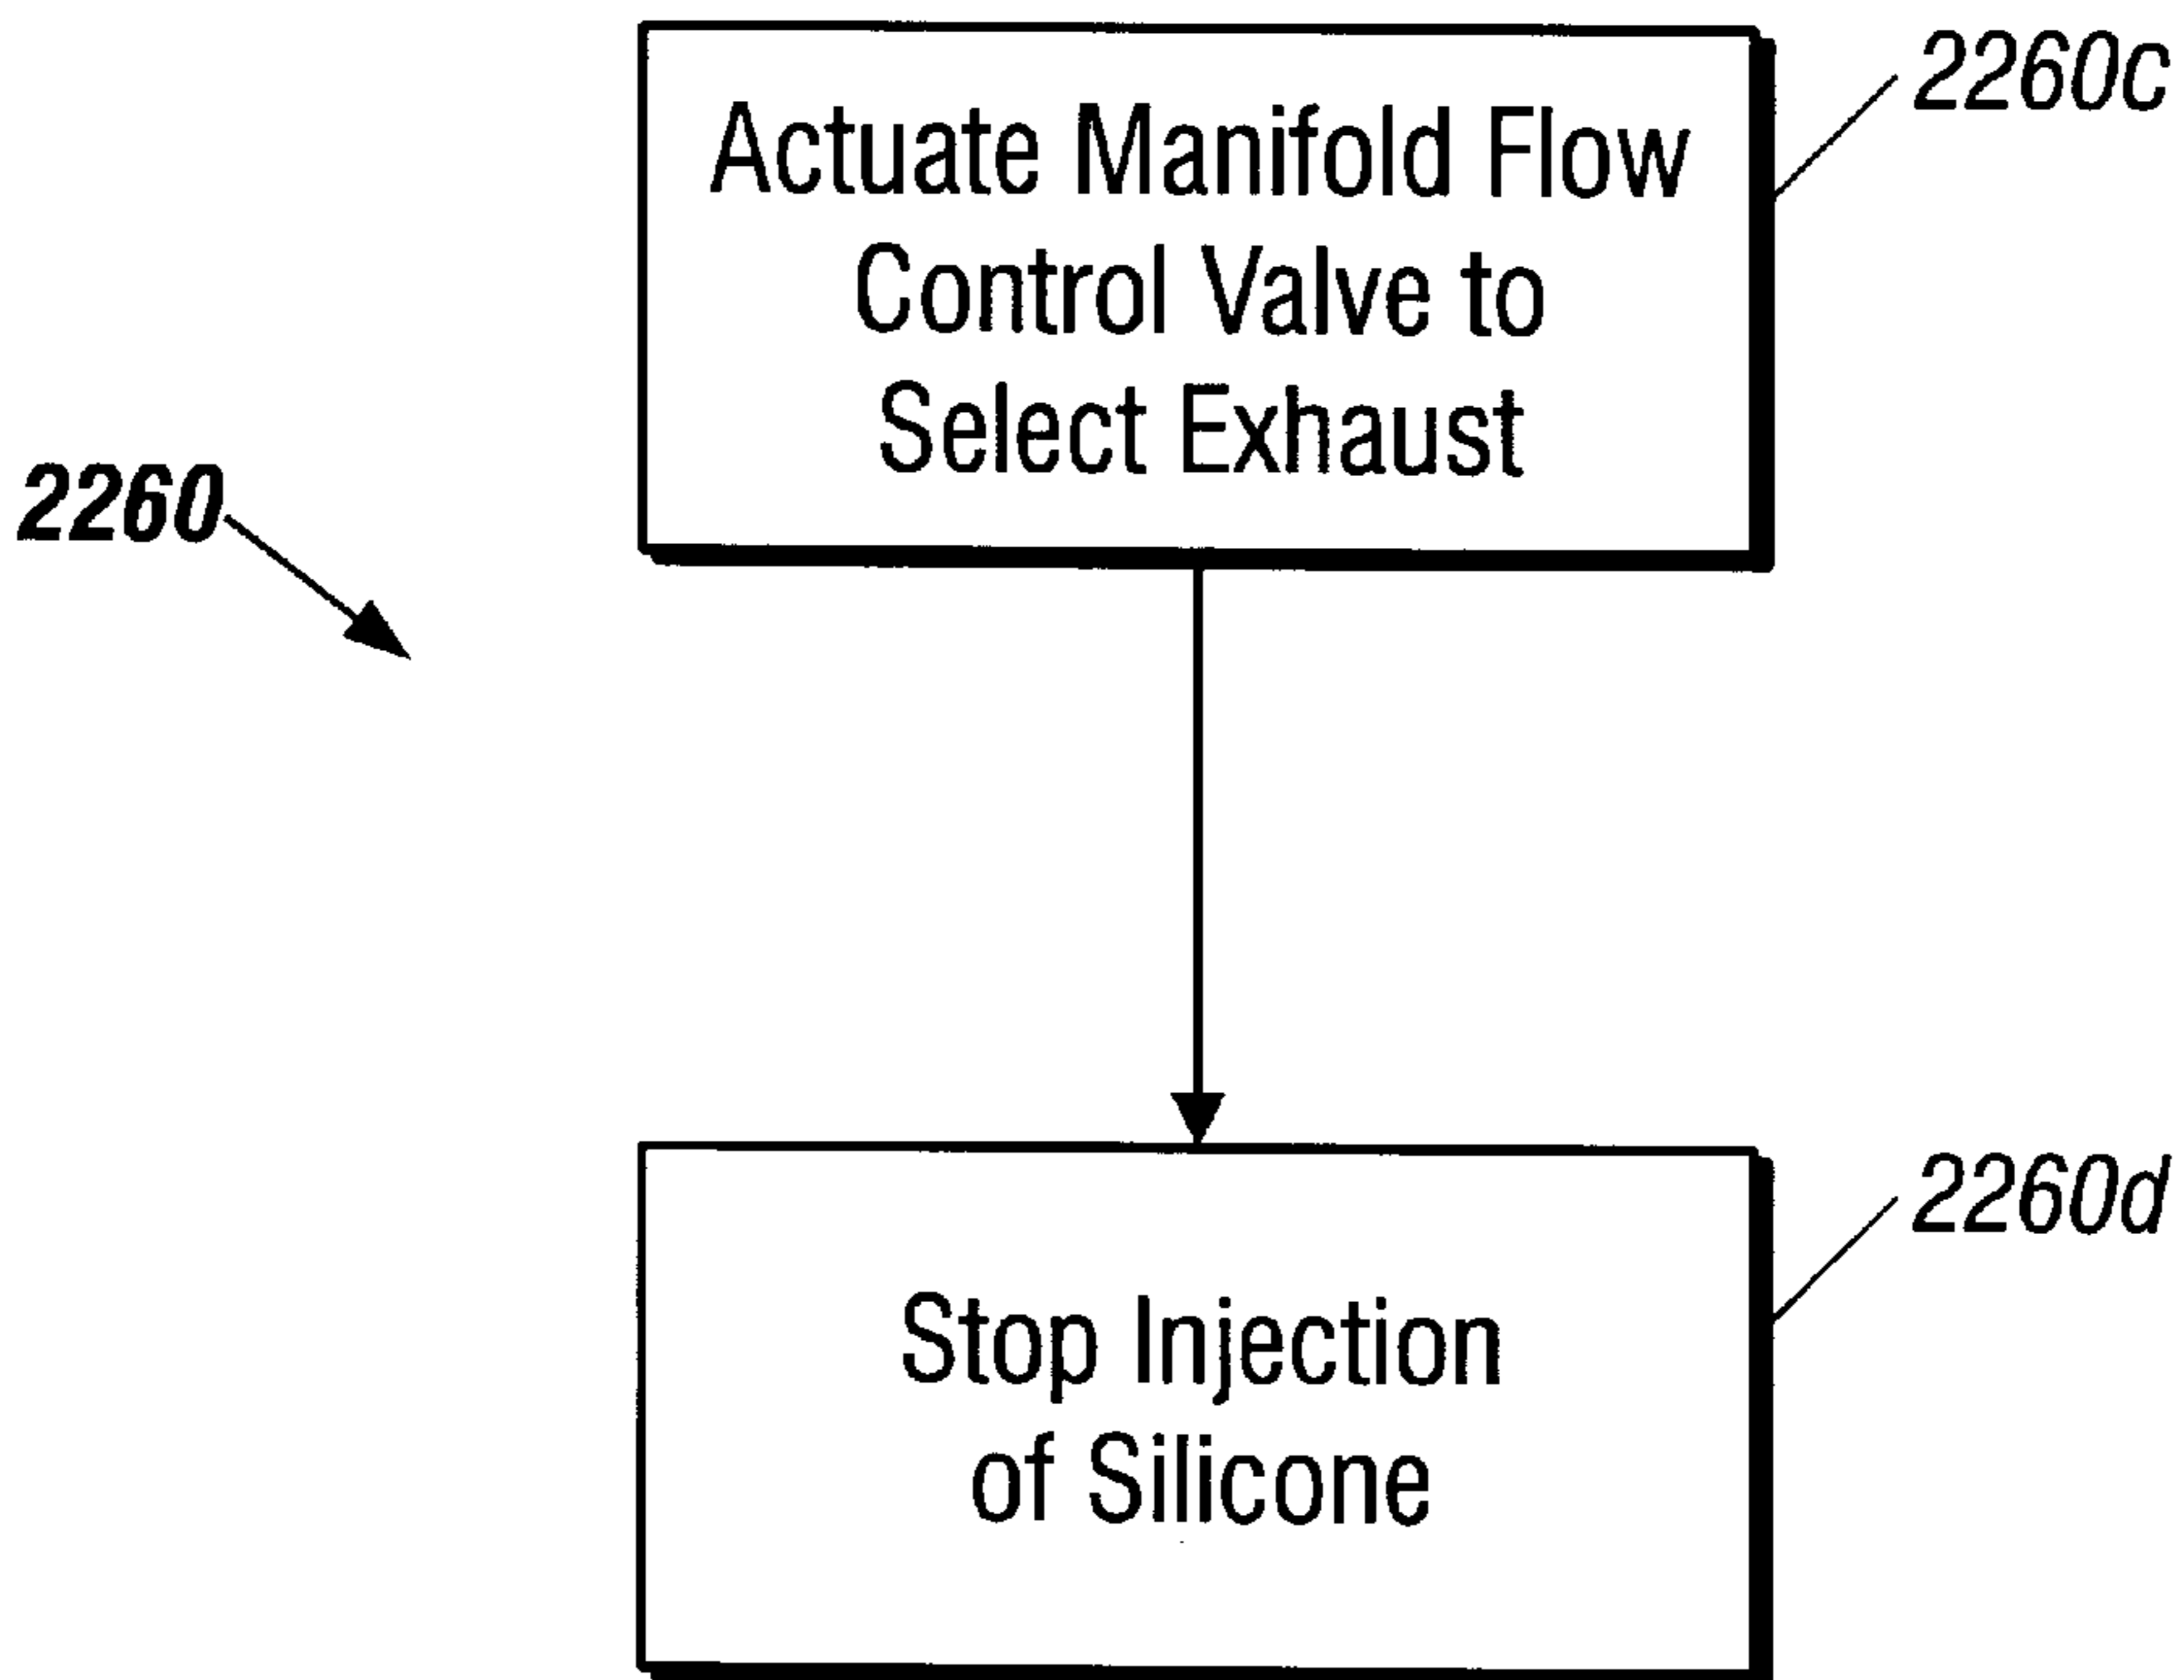 Actuate Manifold Flow
Control Valve to
Select Exhaust
2260c
2260
Stop Injection
of Silicone
2260d